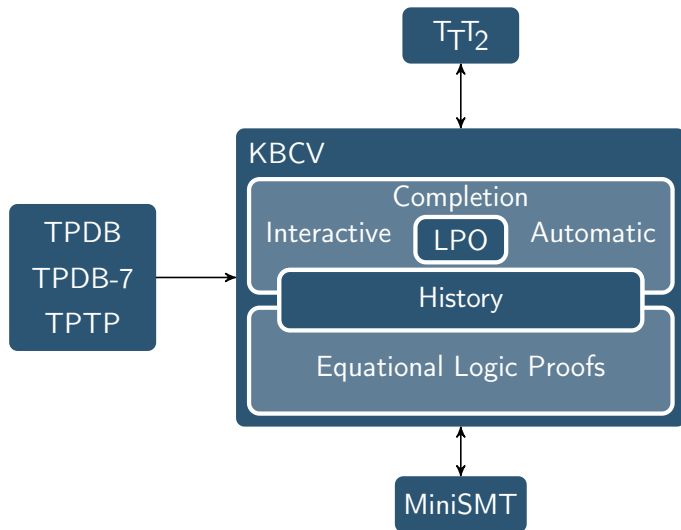 TTT2
KBCV
Completion
Interactive LPO Automatic
TPDB
TPDB-7
TPTP
History
Equational Logic Proofs
MiniSMT